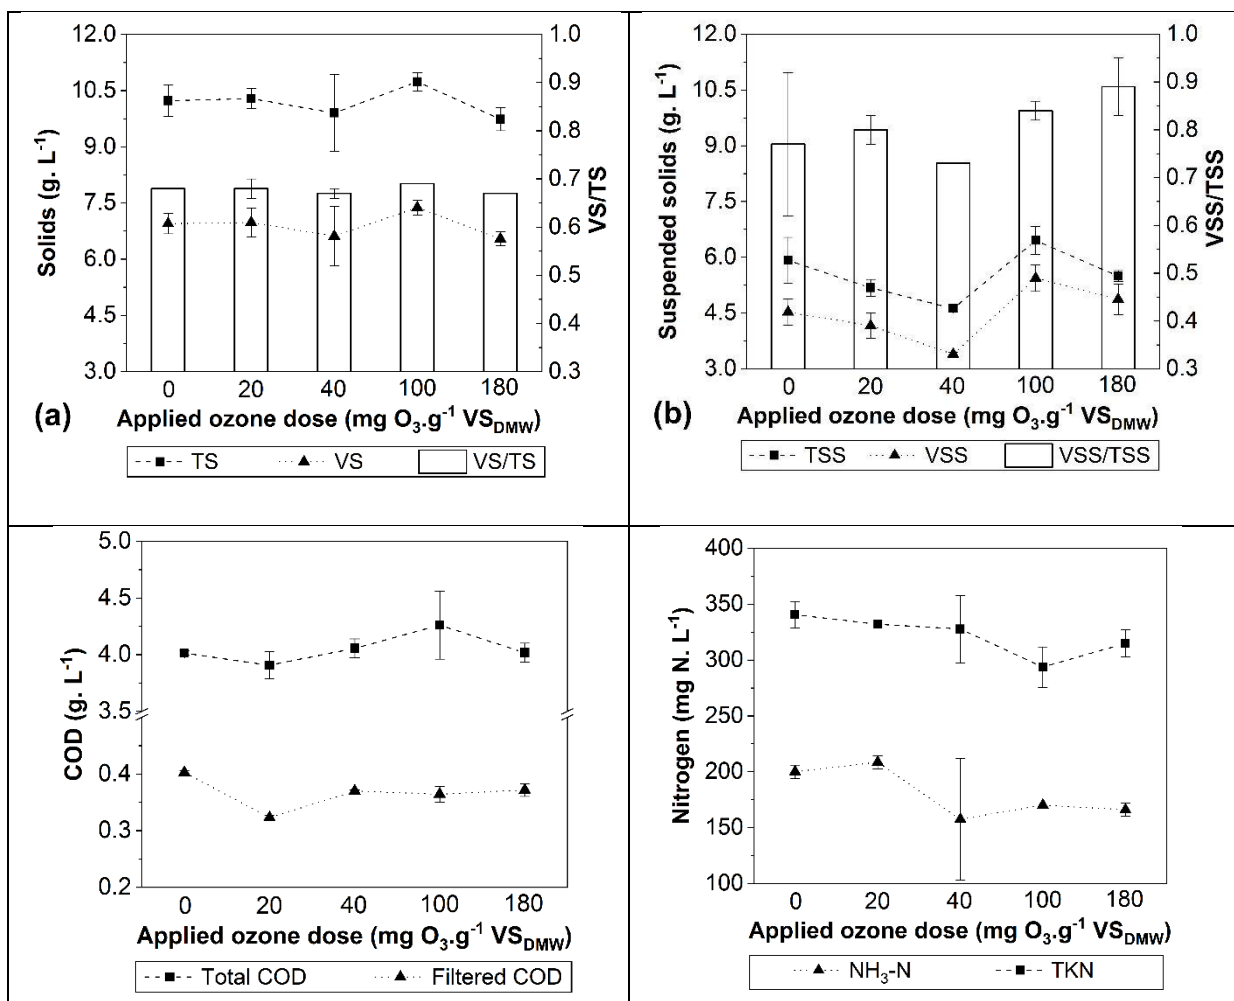 12.0
10.5
9.0
7.5
6.0
4.5
3.0
Solids (g. L-1)
1.0
0.9
0.8
0.7
0.6
0.5
0.4
0.3
VS/TS
0 20 40 100 180
(a) Applied ozone dose (mg O3.g-1 VSDMW)
TS VS VS/TS
12.0
10.5
9.0
7.5
6.0
4.5
3.0
Suspended solids (g. L-1)
1.0
0.9
0.8
0.7
0.6
0.5
0.4
0.3
VSS/TSS
0 20 40 100 180
(b) Applied ozone dose (mg O3.g-1 VSDMW)
TSS VSS VSS/TSS
5.0
4.5
4.0
3.5
0.4
0.3
0.2
COD (g. L-1)
0 20 40 100 180
Applied ozone dose (mg O3.g-1 VSDMW)
Total COD Filtered COD
400
350
300
250
200
150
100
Nitrogen (mg N. L-1)
0 20 40 100 180
Applied ozone dose (mg O3.g-1 VSDMW)
NH3-N TKN